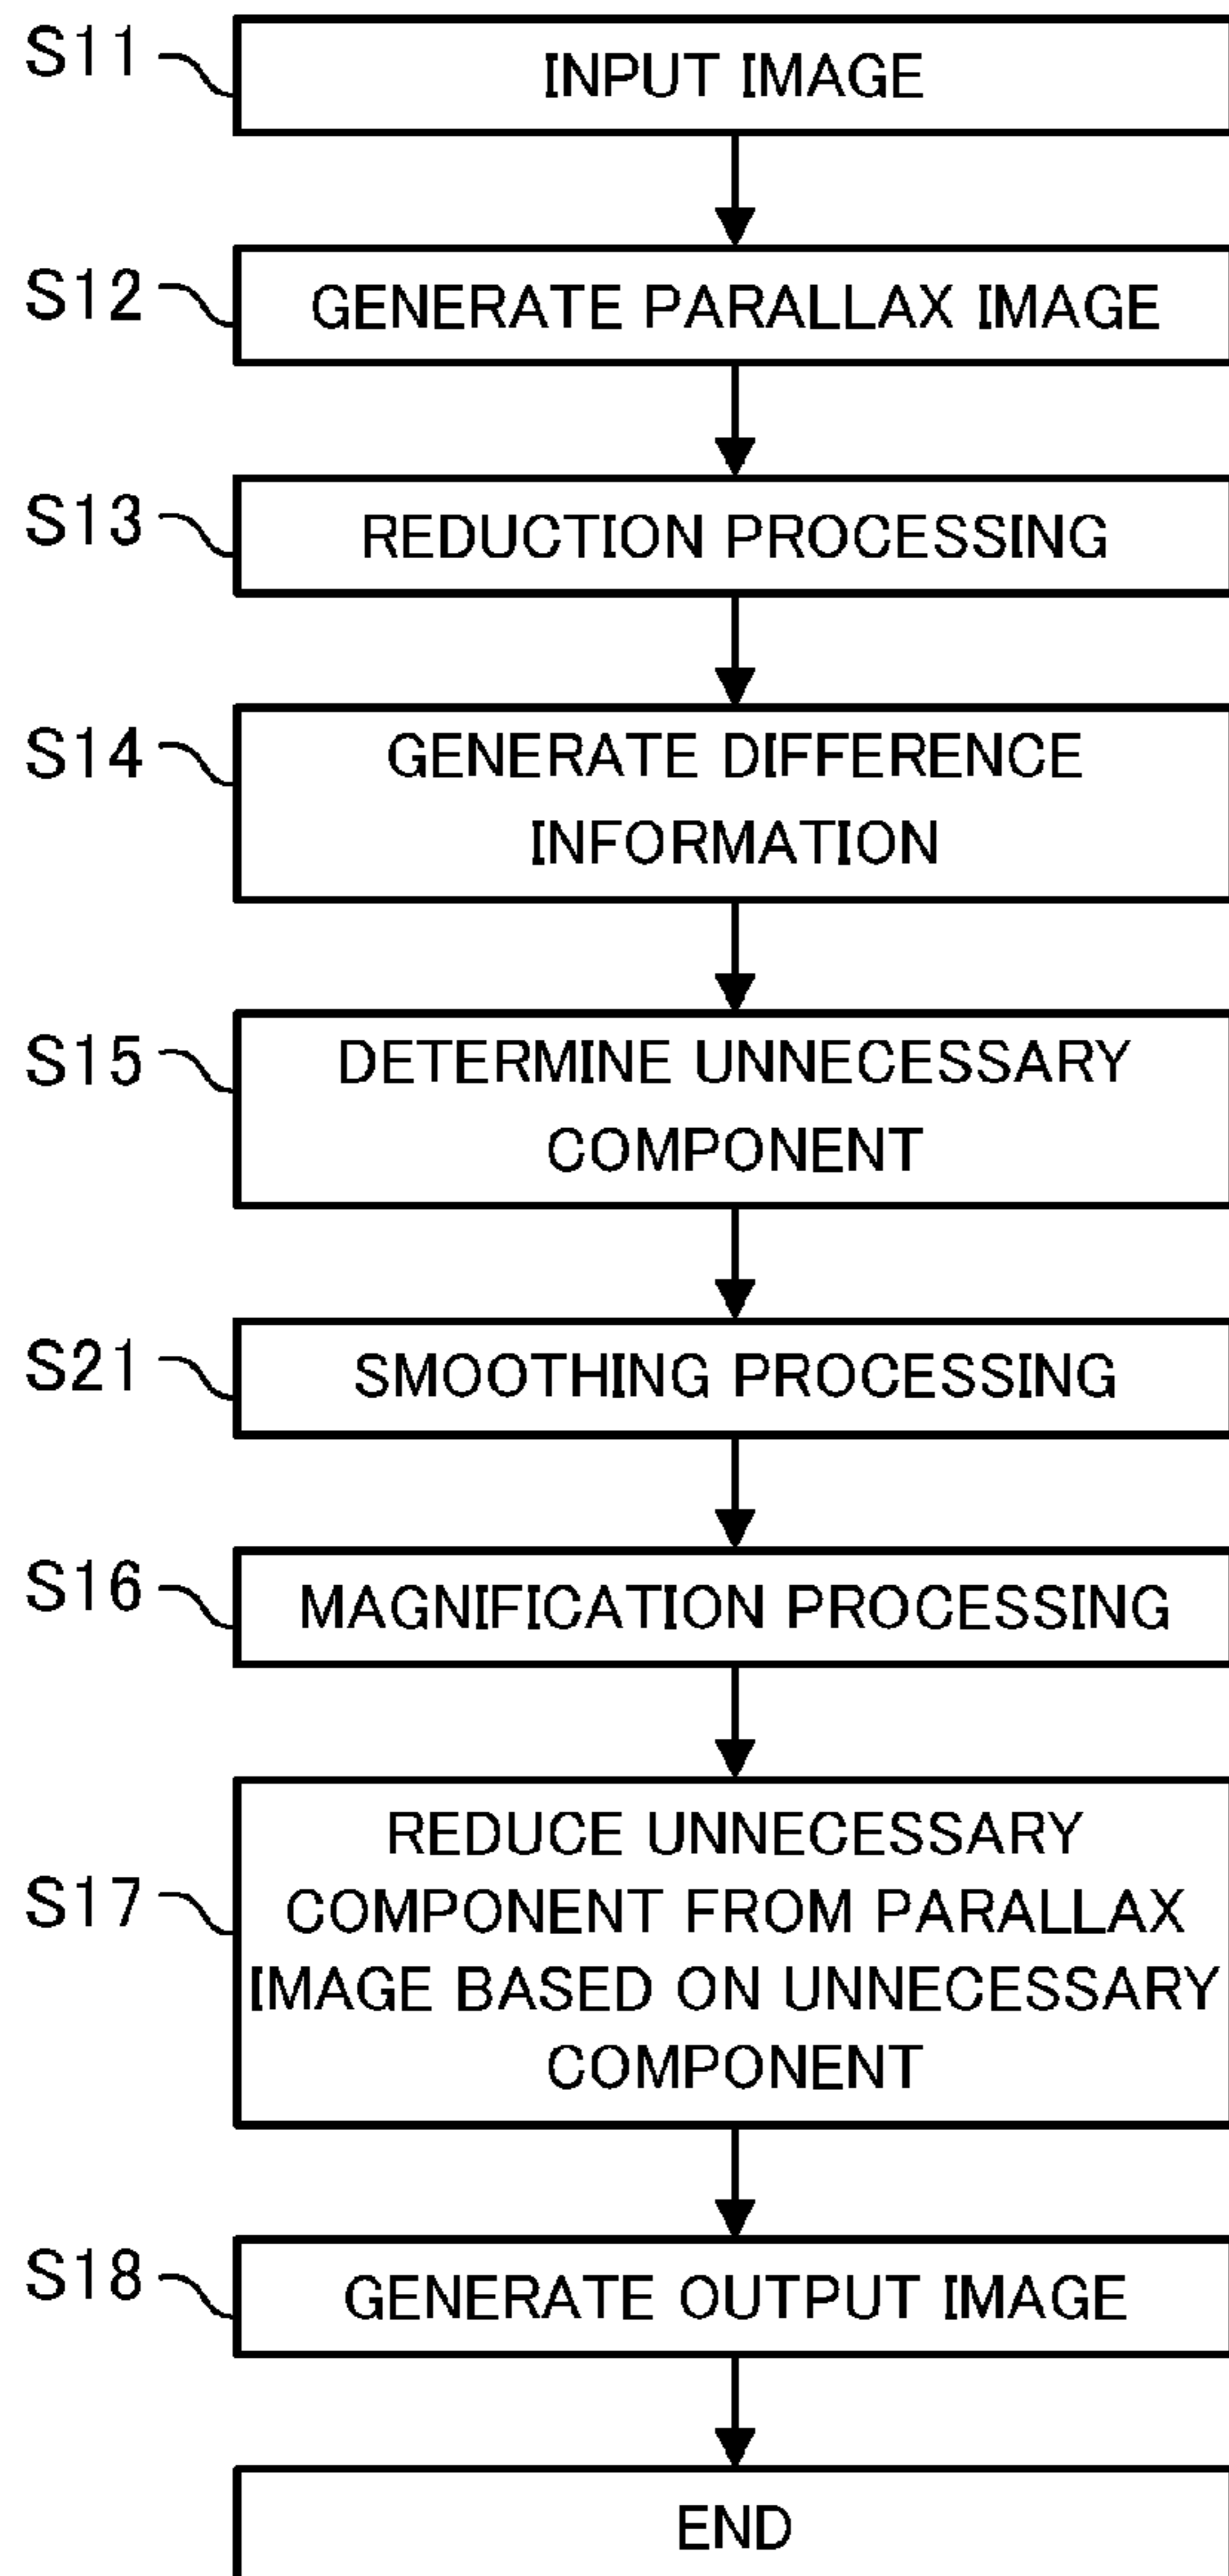 S11
INPUT IMAGE
S12
GENERATE PARALLAX IMAGE
S13
REDUCTION PROCESSING
S14
GENERATE DIFFERENCE
INFORMATION
S15
DETERMINE UNNECESSARY
COMPONENT
S21
SMOOTHING PROCESSING
S16
MAGNIFICATION PROCESSING
S17
REDUCE UNNECESSARY
COMPONENT FROM PARALLAX
IMAGE BASED ON UNNECESSARY
COMPONENT
S18
GENERATE OUTPUT IMAGE
END